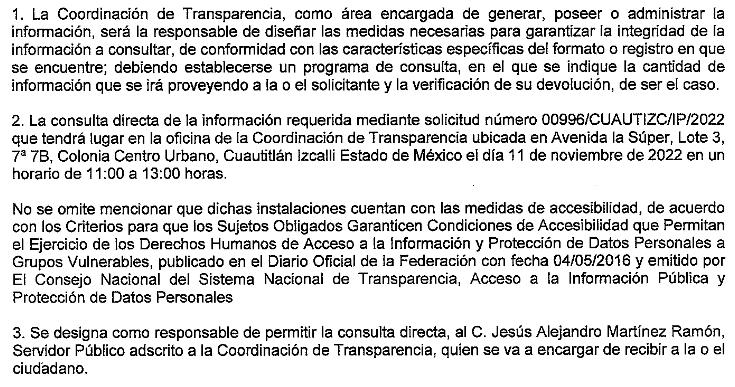 1. La Coordinación de Transparencia, como área encargada de generar, poseer o administrar la
información, será la responsable de diseñar las medidas necesarias para garantizar la integridad de la
información a consultar, de conformidad con las características específicas del formato o registro en que
se encuentre; debiendo establecerse un programa de consulta, en el que se indique la cantidad de
información que se irá proveyendo a la o el solicitante y la verificación de su devolución, de ser el caso.
2. La consulta directa de la información requerida mediante solicitud número 00996/CUAUTIZC/IP/2022
que tendrá lugar en la oficina de la Coordinación de Transparencia ubicada en Avenida la Súper, Lote 3,
7ª 7B, Colonia Centro Urbano, Cuautitlán Izcalli Estado de México el día 11 de noviembre de 2022 en un
horario de 11:00 a 13:00 horas.
No se omite mencionar que dichas instalaciones cuentan con las medidas de accesibilidad, de acuerdo
con los Criterios para que los Sujetos Obligados Garanticen Condiciones de Accesibilidad que Permitan
el Ejercicio de los Derechos Humanos de Acceso a la Información y Protección de Datos Personales a
Grupos Vulnerables, publicado en el Diario Oficial de la Federación con fecha 04/05/2016 y emitido por
El Consejo Nacional del Sistema Nacional de Transparencia, Acceso a la Información Pública y
Protección de Datos Personales
3. Se designa como responsable de permitir la consulta directa, al C. Jesús Alejandro Martínez Ramón,
Servidor Público adscrito a la Coordinación de Transparencia, quien se va a encargar de recibir a la o el
ciudadano.